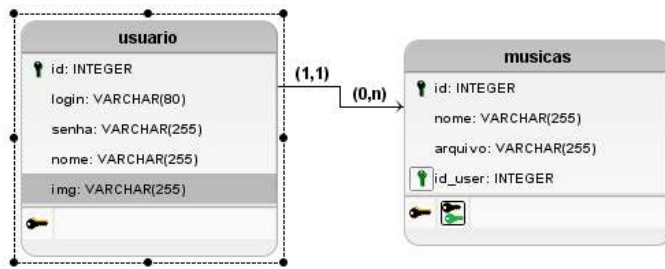 usuario
id: INTEGER
login: VARCHAR(80)
senha: VARCHAR(255)
nome: VARCHAR(255)
img: VARCHAR(255)
(1,1)
(0,n)
musicas
id: INTEGER
nome: VARCHAR(255)
arquivo: VARCHAR(255)
id_user: INTEGER